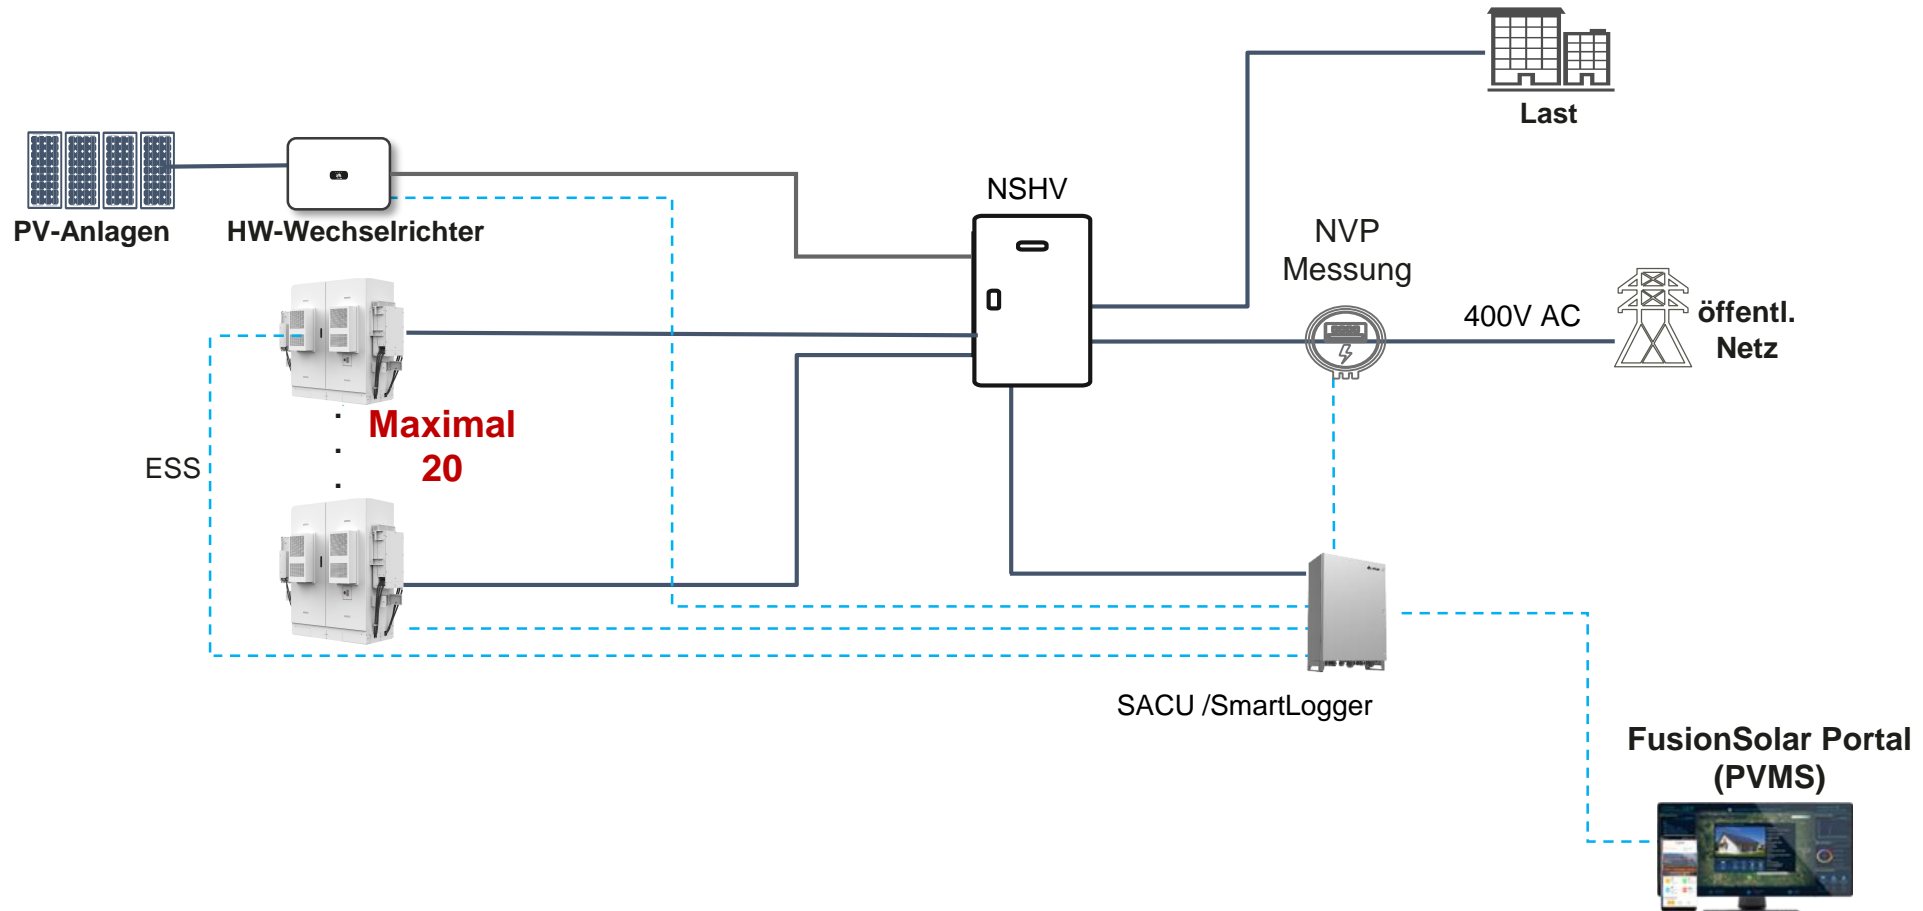 Last
NSHV
PV-Anlagen
HW-Wechselrichter
NVP
Messung
400V AC
öffentl.
Netz
Maximal
20
ESS
SACU /SmartLogger
FusionSolar Portal
(PVMS)